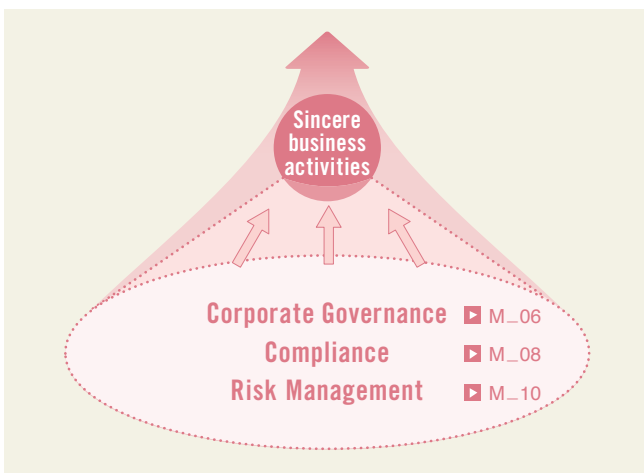 Sincere
business
activities
Corporate Governance ▶ M_06
Compliance ▶ M_08
Risk Management ▶ M_10